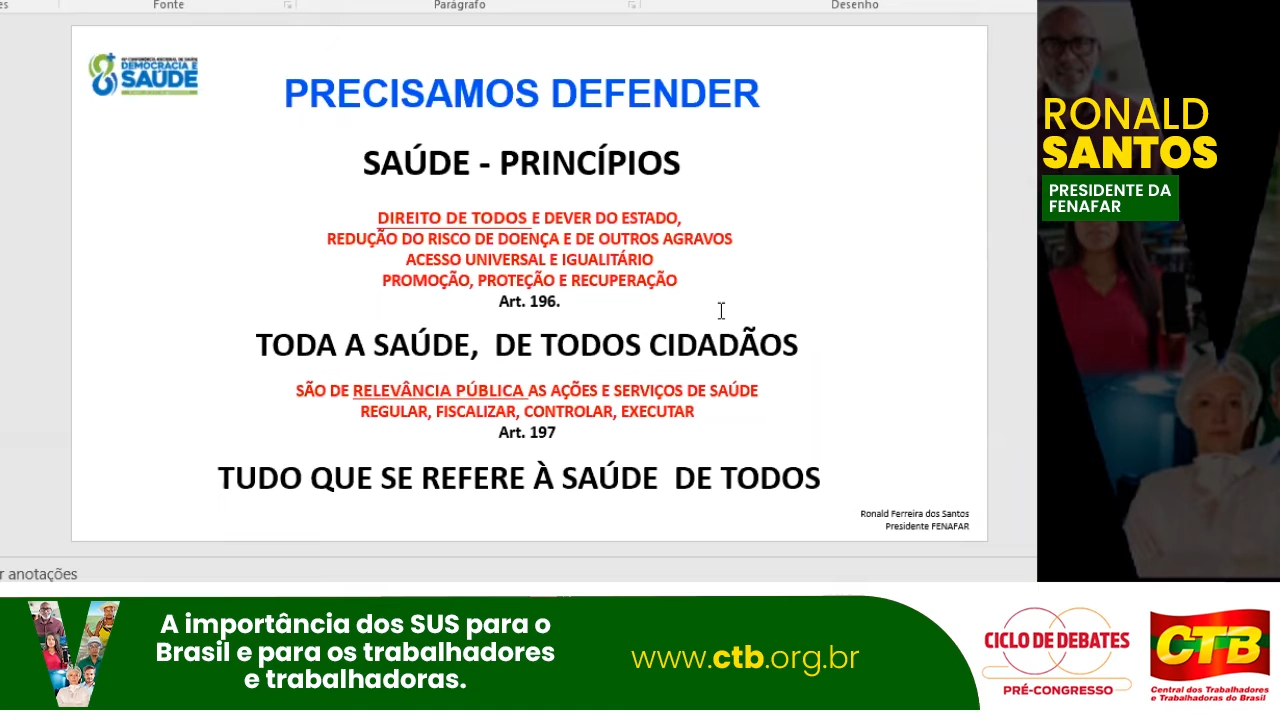 es
Fonte
Parágrafo
Desenho
DEMOCRACIA E
SAÚDE
PRECISAMOS DEFENDER
SAÚDE - PRINCÍPIOS
DIREITO DE TODOS E DEVER DO ESTADO,
REDUÇÃO DO RISCO DE DOENÇA E DE OUTROS AGRAVOS
ACESSO UNIVERSAL E IGUALITÁRIO
PROMOÇÃO, PROTEÇÃO E RECUPERAÇÃO
Art. 196.
TODA A SAÚDE,  DE TODOS CIDADÃOS
SÃO DE RELEVÂNCIA PÚBLICA AS AÇÕES E SERVIÇOS DE SAÚDE
REGULAR, FISCALIZAR, CONTROLAR, EXECUTAR
Art. 197
TUDO QUE SE REFERE À SAÚDE  DE TODOS
Ronald Ferreira dos Santos
Presidente FENAFAR
r anotações
RONALD
SANTOS
PRESIDENTE DA
FENAFAR
A importância dos SUS para o
Brasil e para os trabalhadores
e trabalhadoras.
www.ctb.org.br
CICLO DE DEBATES
PRÉ-CONGRESSO
CTB
Central dos Trabalhadores
e Trabalhadoras do Brasil